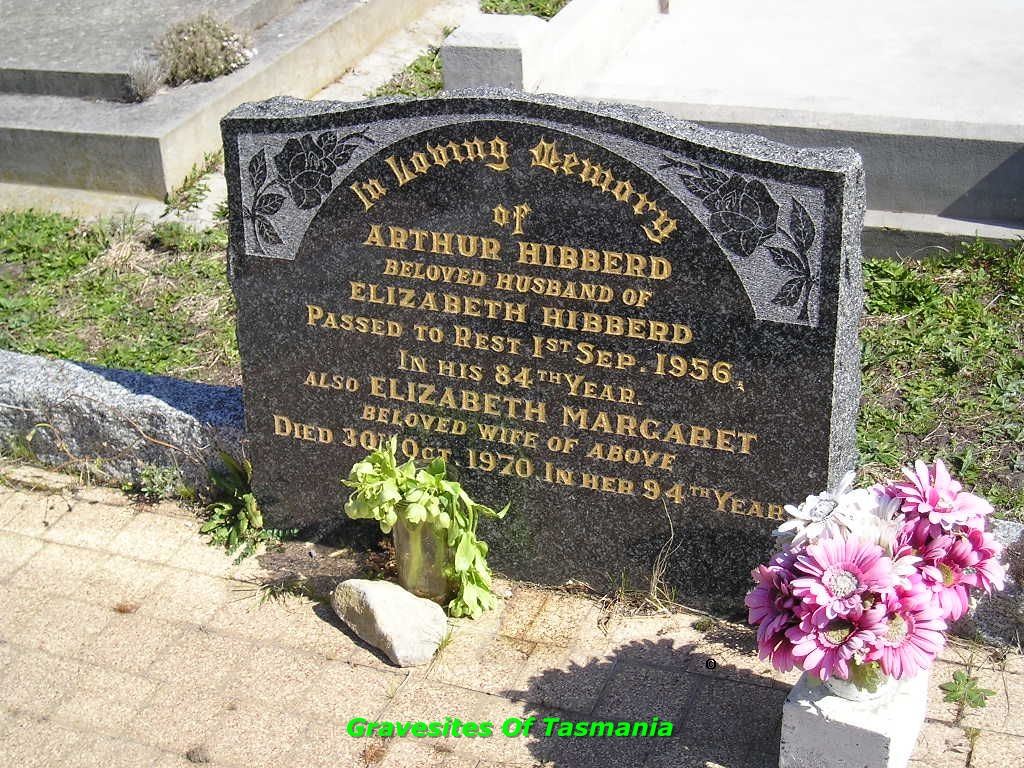 In Loving Memory
of
ARTHUR HIBBERD
BELOVED HUSBAND OF
ELIZABETH HIBBERD
PASSED TO REST 1ST SEP. 1956,
IN HIS 84TH YEAR.
ALSO ELIZABETH MARGARET
BELOVED WIFE OF ABOVE
DIED 30TH OCT. 1970. IN HER 94TH YEAR
Gravesites Of Tasmania